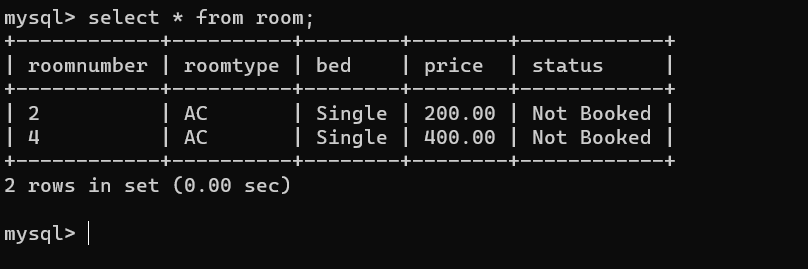 mysql> select * from room;
+------------+----------+--------+--------+------------+
| roomnumber | roomtype | bed    | price  | status     |
+------------+----------+--------+--------+------------+
| 2          | AC       | Single | 200.00 | Not Booked |
| 4          | AC       | Single | 400.00 | Not Booked |
+------------+----------+--------+--------+------------+
2 rows in set (0.00 sec)
mysql>